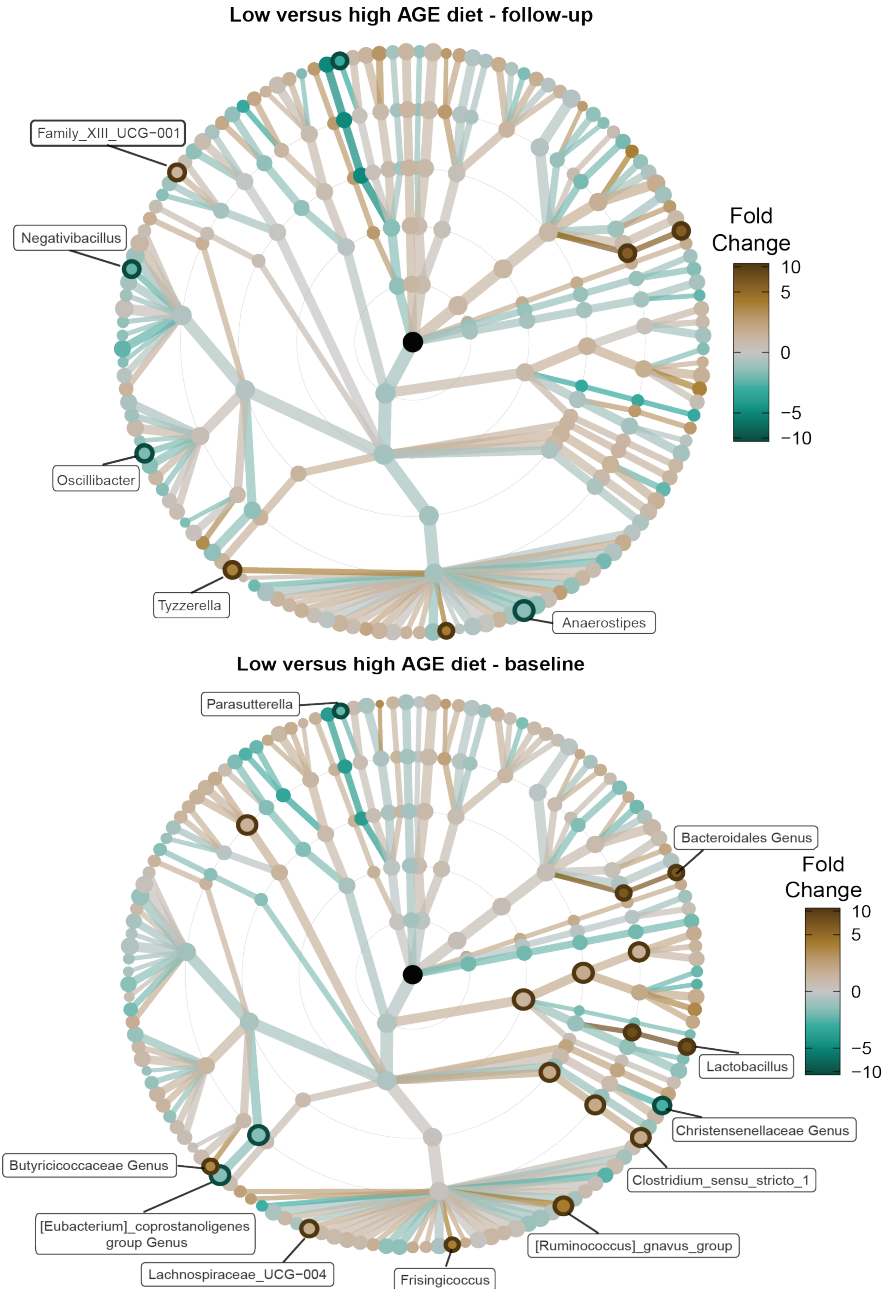 Low versus high AGE diet - follow-up
Family_XIII_UCG−001
Negativibacillus
Fold
Change
10
5
0
−5
−10
Oscillibacter
Tyzzerella
Anaerostipes
Low versus high AGE diet - baseline
Parasutterella
Bacteroidales Genus
Fold
Change
10
5
0
−5
−10
Lactobacillus
Christensenellaceae Genus
Butyricicoccaceae Genus
Clostridium_sensu_stricto_1
[Eubacterium]_coprostanoligenes
group Genus
[Ruminococcus]_gnavus_group
Lachnospiraceae_UCG−004
Frisingicoccus